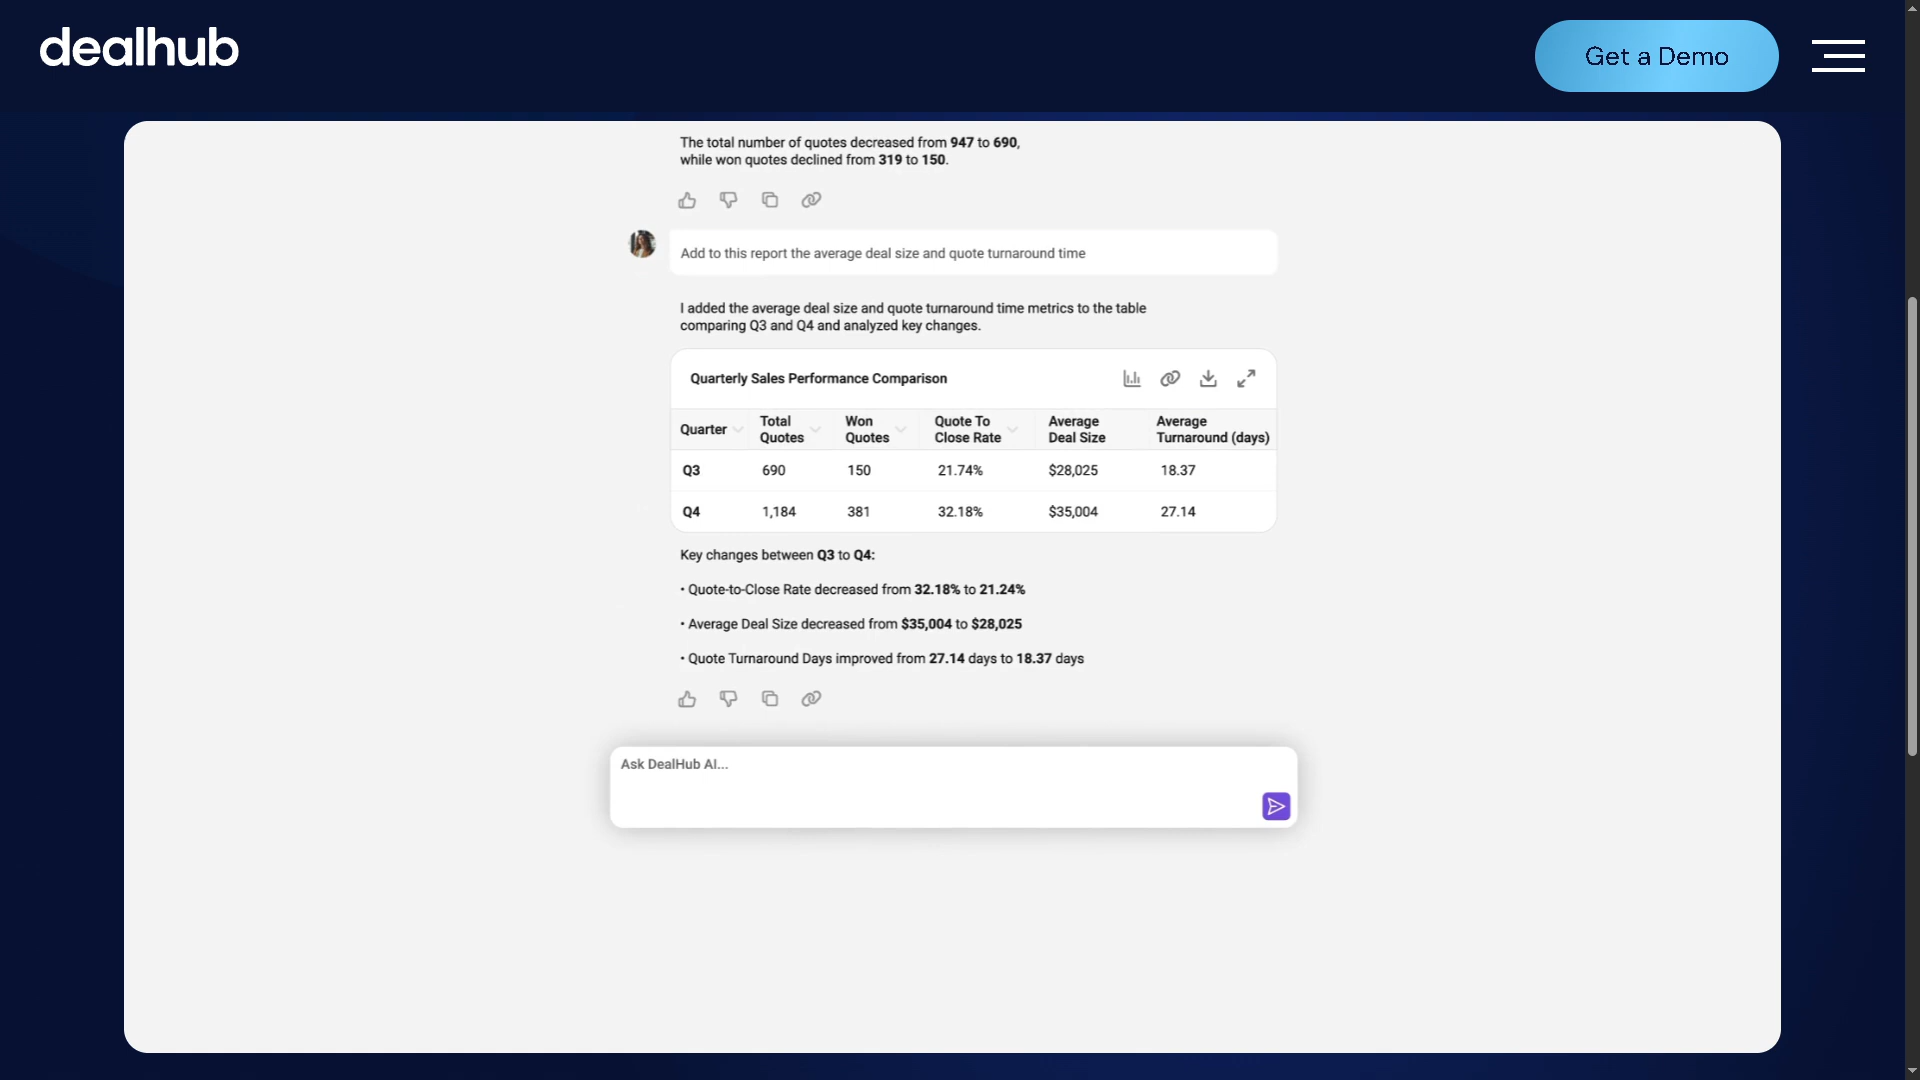 dealhub
Get a Demo
The total number of quotes decreased from 947 to 690,
while won quotes declined from 319 to 150.
Add to this report the average deal size and quote turnaround time
I added the average deal size and quote turnaround time metrics to the table
comparing Q3 and Q4 and analyzed key changes.
Quarterly Sales Performance Comparison
Quarter Total Quotes Won Quotes Quote To Close Rate Average Deal Size Average Turnaround (days)
Q3 690 150 21.74% $28,025 18.37
Q4 1,184 381 32.18% $35,004 27.14
Key changes between Q3 to Q4:
• Quote-to-Close Rate decreased from 32.18% to 21.24%
• Average Deal Size decreased from $35,004 to $28,025
• Quote Turnaround Days improved from 27.14 days to 18.37 days
Ask DealHub AI...